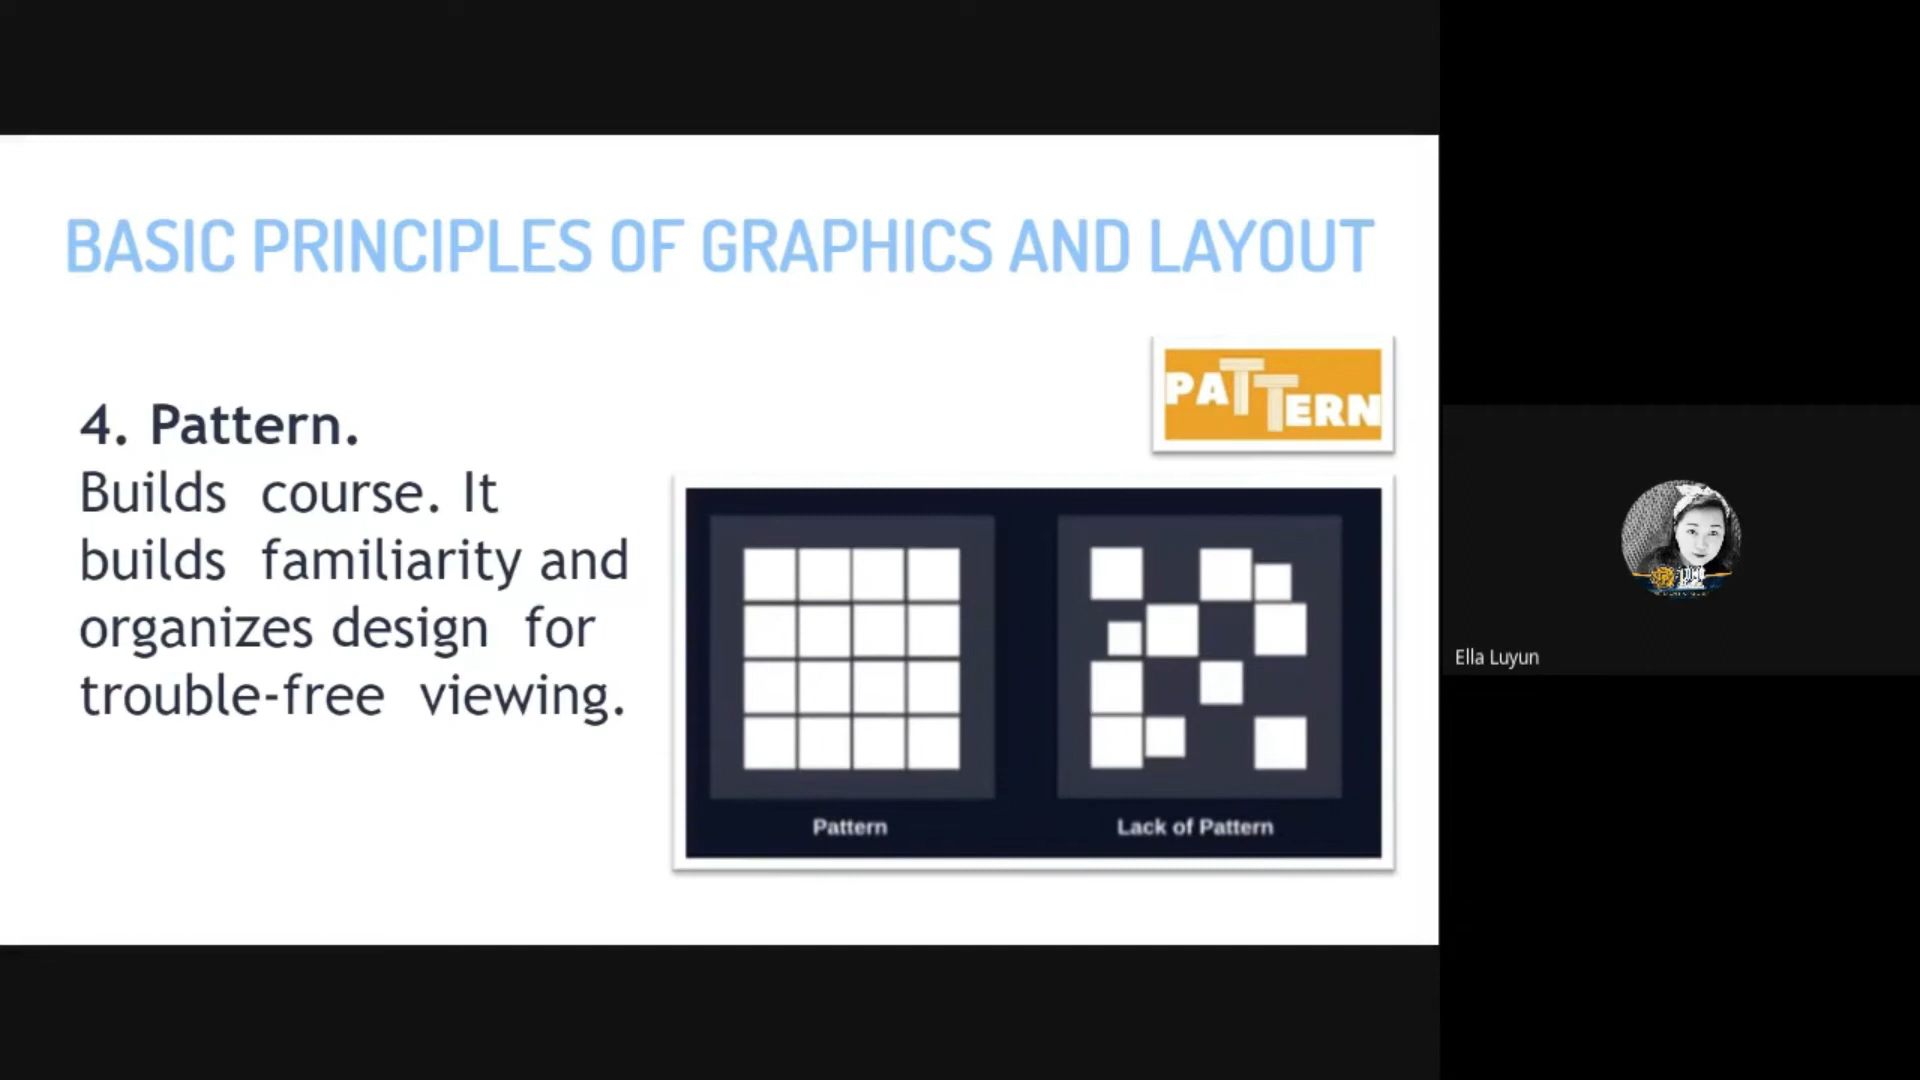 BASIC PRINCIPLES OF GRAPHICS AND LAYOUT
PATTERN
4. Pattern.
Builds course. It
builds familiarity and
organizes design for
trouble-free viewing.
Pattern
Lack of Pattern
Ella Luyun